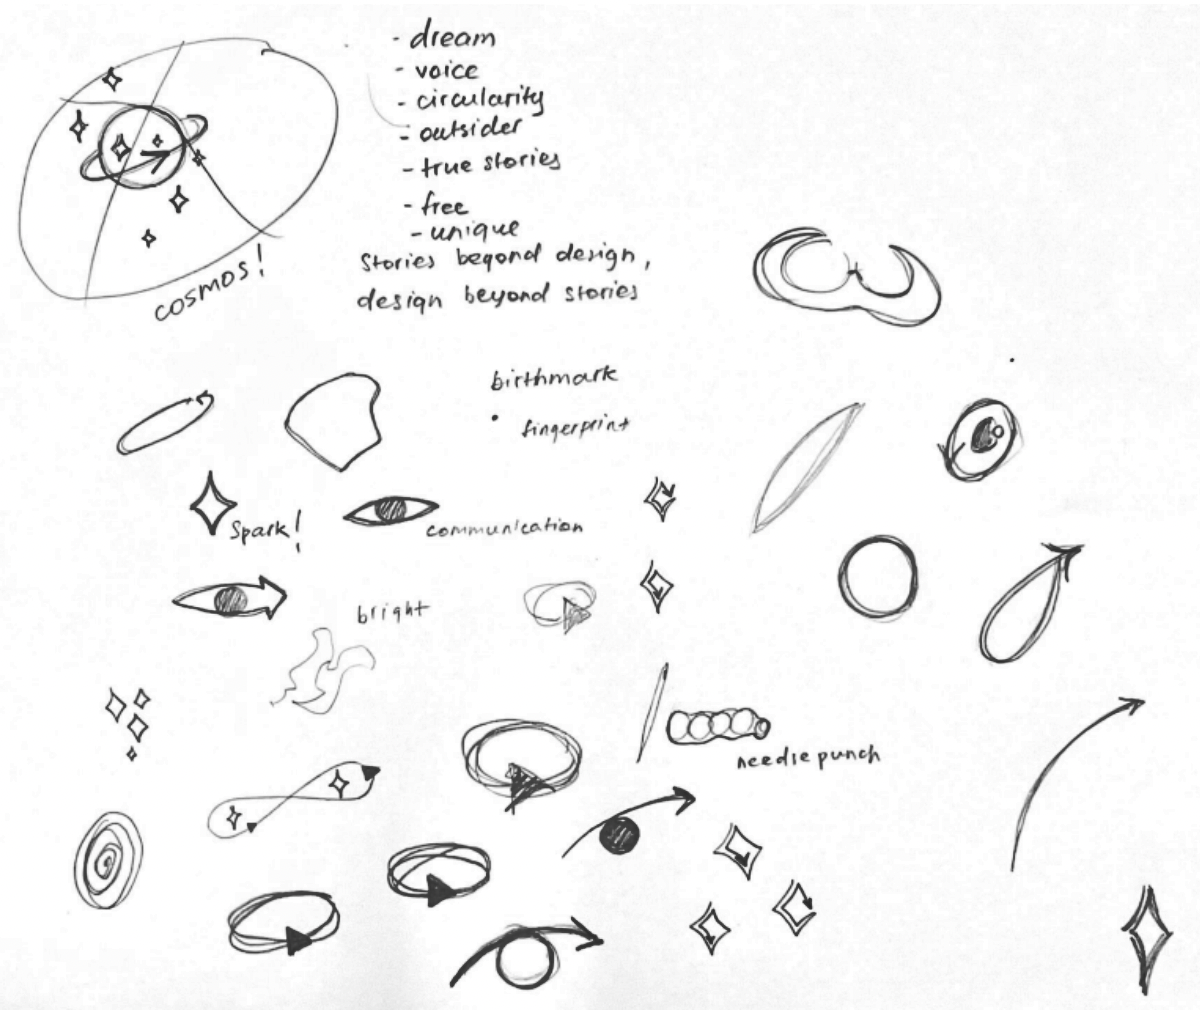 - dream
- voice
- circularity
- outsider
- true stories
- free
- unique
stories beyond design,
design beyond stories
cosmos!
birthmark
fingerprint
Spark!
communication
bright
needle punch